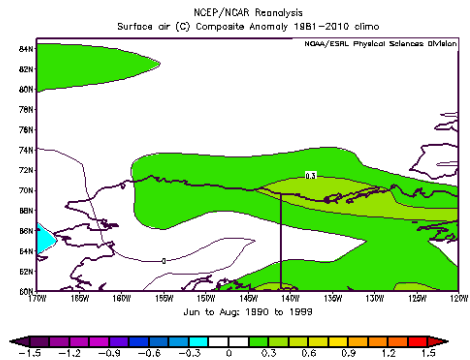 NCEP/NCAR Reanalysis
Surface air (C) Composite Anomaly 1981-2010 climo
NOAA/ESRL Physical Sciences Division
84N
82N
80N
78N
76N
74N
72N
70N
68N
66N
64N
62N
60N
0.3
0
170W 165W 160W 155W 150W 145W 140W 135W 130W 125W 120W
Jun to Aug: 1990 to 1999
-1.5 -1.2 -0.9 -0.6 -0.3 0 0.3 0.6 0.9 1.2 1.5